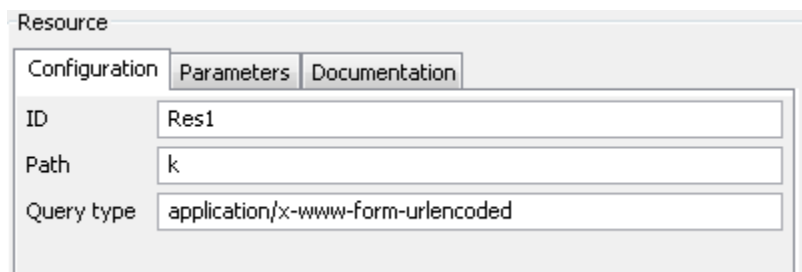 Resource
Configuration Parameters Documentation
ID Res1
Path k
Query type application/x-www-form-urlencoded